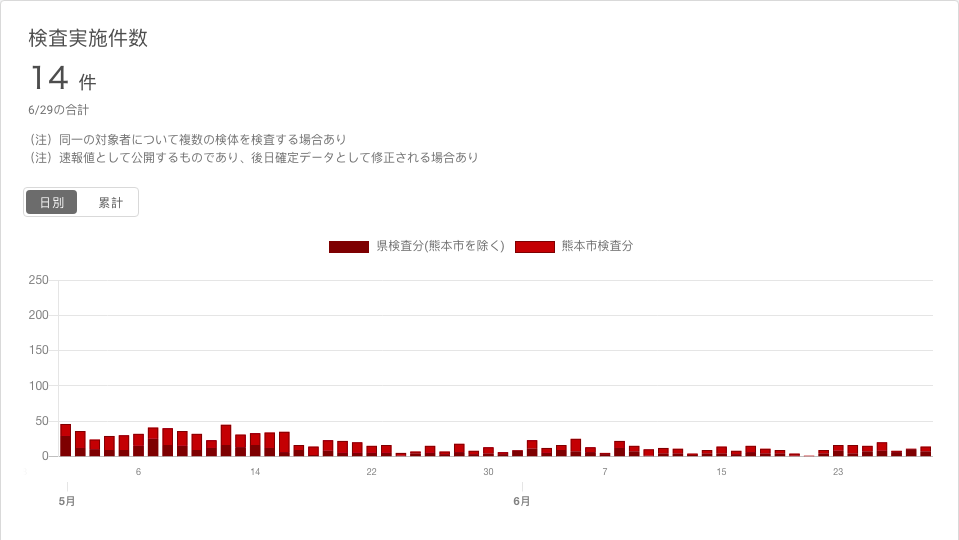 検査実施件数
14 件
6/29の合計
（注）同一の対象者について複数の検体を検査する場合あり
（注）速報値として公開するものであり、後日確定データとして修正される場合あり
日別 累計
県検査分(熊本市を除く) 熊本市検査分
250
200
150
100
50
0
6 14 22 30 7 15 23
5月 6月